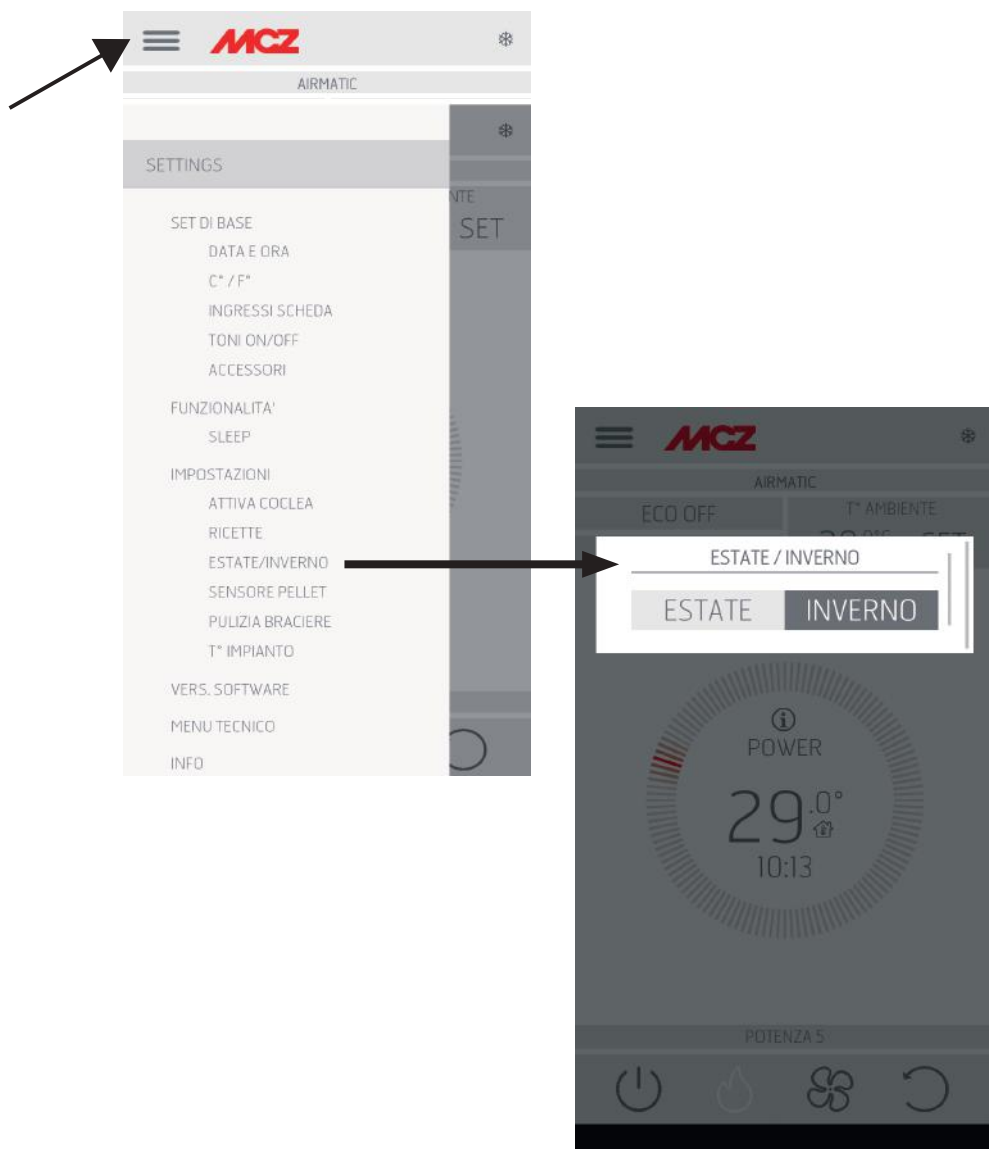 MCZ
AIRMATIC
SETTINGS
NTE
SET
SET DI BASE
DATA E ORA
C° / F°
INGRESSI SCHEDA
TONI ON/OFF
ACCESSORI
FUNZIONALITA'
SLEEP
IMPOSTAZIONI
ATTIVA COCLEA
RICETTE
ESTATE/INVERNO
SENSORE PELLET
PULIZIA BRACIERE
T° IMPIANTO
VERS. SOFTWARE
MENU TECNICO
INFO
MCZ
AIRMATIC
ECO OFF
T° AMBIENTE
ESTATE / INVERNO
ESTATE INVERNO
POWER
29.0°
10:13
POTENZA 5